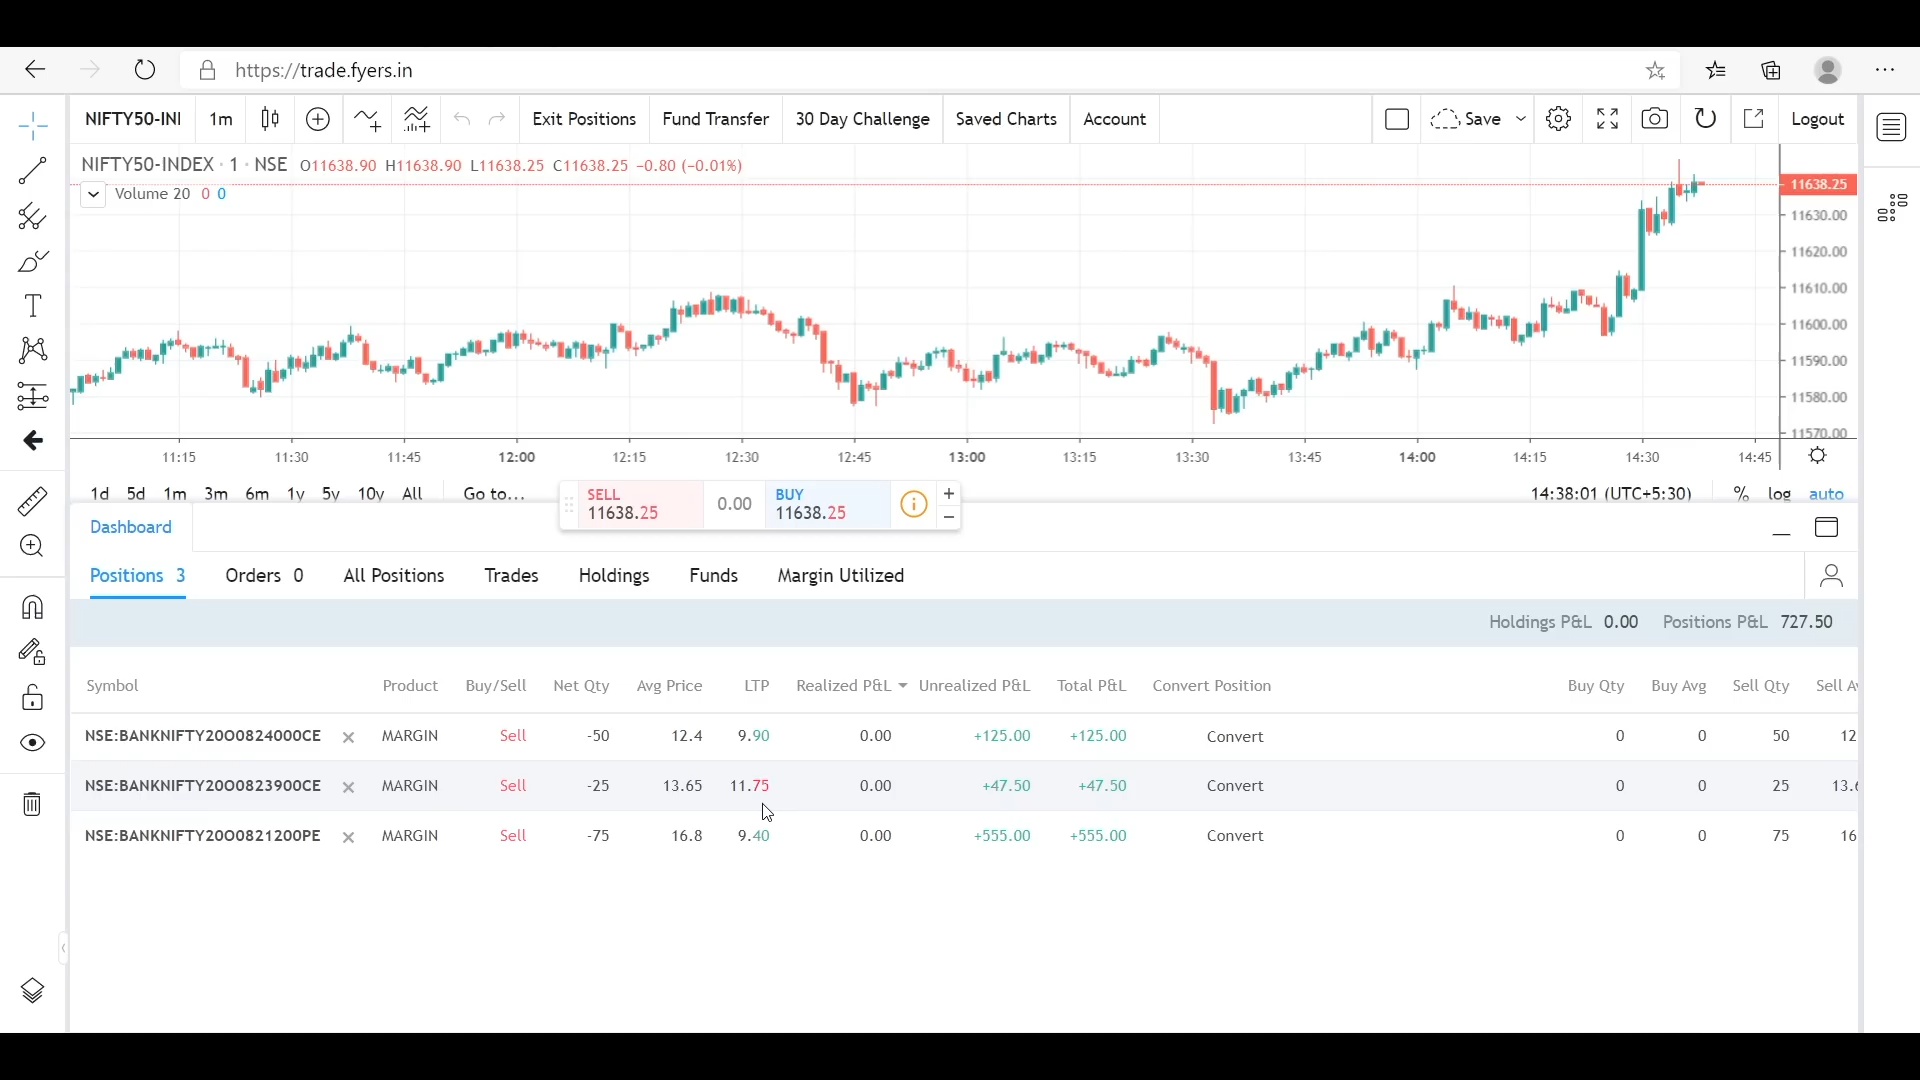 https://trade.fyers.in
NIFTY50-INI 1m Exit Positions Fund Transfer 30 Day Challenge Saved Charts Account Save Logout
NIFTY50-INDEX · 1 · NSE O11638.90 H11638.90 L11638.25 C11638.25 −0.80 (−0.01%)
11638.25
Volume 20 0 0
11630.00
11620.00
11610.00
11600.00
11590.00
11580.00
11570.00
11:15 11:30 11:45 12:00 12:15 12:30 12:45 13:00 13:15 13:30 13:45 14:00 14:15 14:30 14:45
1d 5d 1m 3m 6m 1y 5y 10y All Go to... 14:38:01 (UTC+5:30) % log auto
SELL 0.00 BUY
11638.25 11638.25
Dashboard
Positions 3 Orders 0 All Positions Trades Holdings Funds Margin Utilized
Holdings P&L 0.00 Positions P&L 727.50
Symbol Product Buy/Sell Net Qty Avg Price LTP Realized P&L Unrealized P&L Total P&L Convert Position Buy Qty Buy Avg Sell Qty Sell Av
NSE:BANKNIFTY20O0824000CE MARGIN Sell -50 12.4 9.90 0.00 +125.00 +125.00 Convert 0 0 50 12
NSE:BANKNIFTY20O0823900CE MARGIN Sell -25 13.65 11.75 0.00 +47.50 +47.50 Convert 0 0 25 13.6
NSE:BANKNIFTY20O0821200PE MARGIN Sell -75 16.8 9.40 0.00 +555.00 +555.00 Convert 0 0 75 16